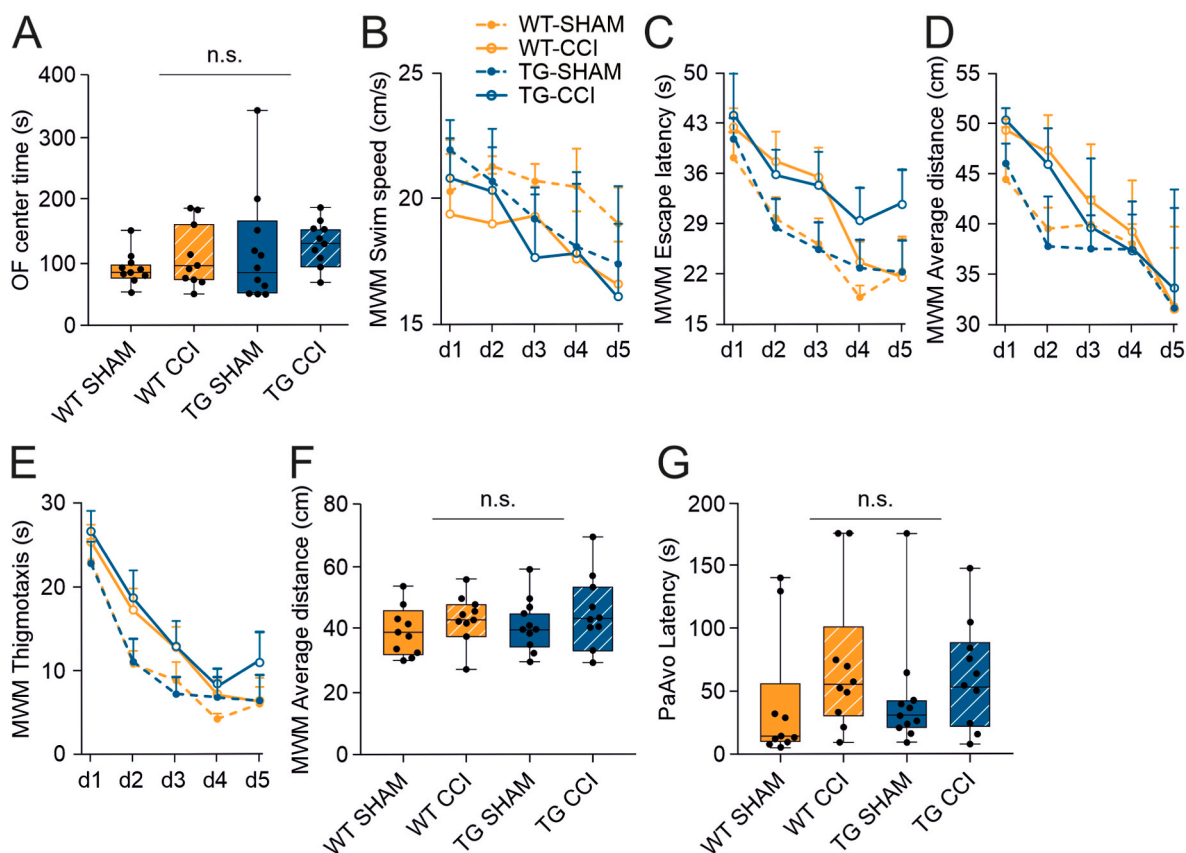 A
OF center time (s)
400
300
200
100
0
n.s.
WT SHAM
WT CCI
TG SHAM
TG CCI
B
MWM Swim speed (cm/s)
25
20
15
d1 d2 d3 d4 d5
WT-SHAM
WT-CCI
TG-SHAM
TG-CCI
C
MWM Escape latency (s)
50
43
36
29
22
15
d1 d2 d3 d4 d5
D
MWM Average distance (cm)
55
50
45
40
35
30
d1 d2 d3 d4 d5
E
MWM Thigmotaxis (s)
30
20
10
0
d1 d2 d3 d4 d5
F
MWM Average distance (cm)
80
60
40
20
0
n.s.
WT SHAM
WT CCI
TG SHAM
TG CCI
G
PaAvo Latency (s)
200
150
100
50
0
n.s.
WT SHAM
WT CCI
TG SHAM
TG CCI